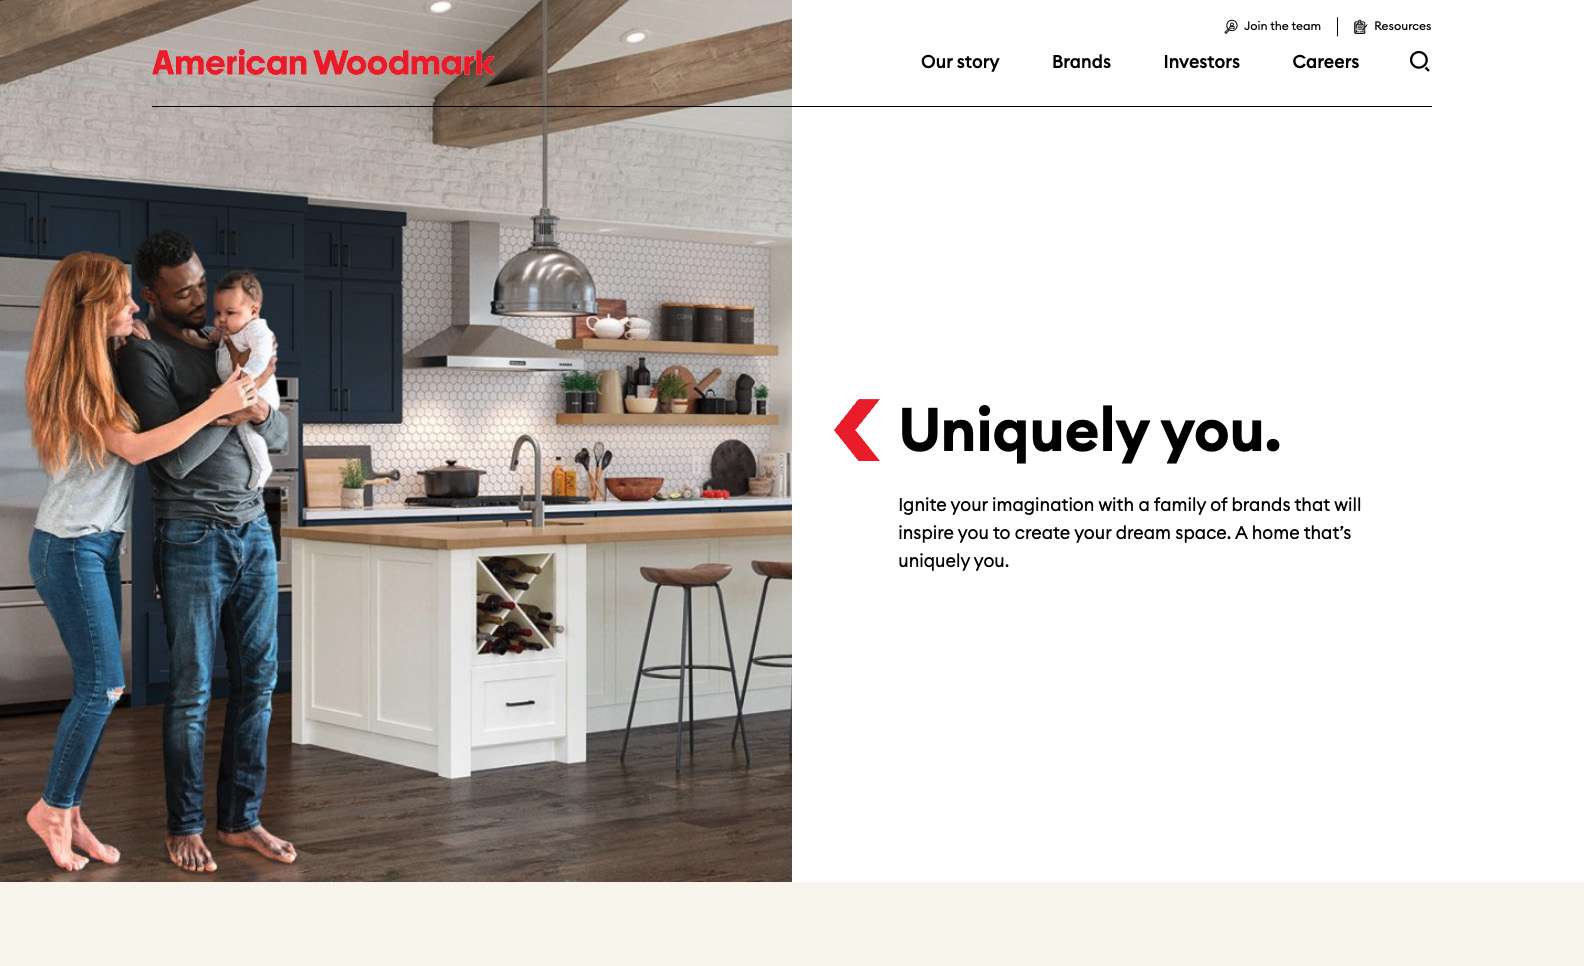 Join the team
Resources
American Woodmark
Our story
Brands
Investors
Careers
Uniquely you.
Ignite your imagination with a family of brands that will
inspire you to create your dream space. A home that’s
uniquely you.